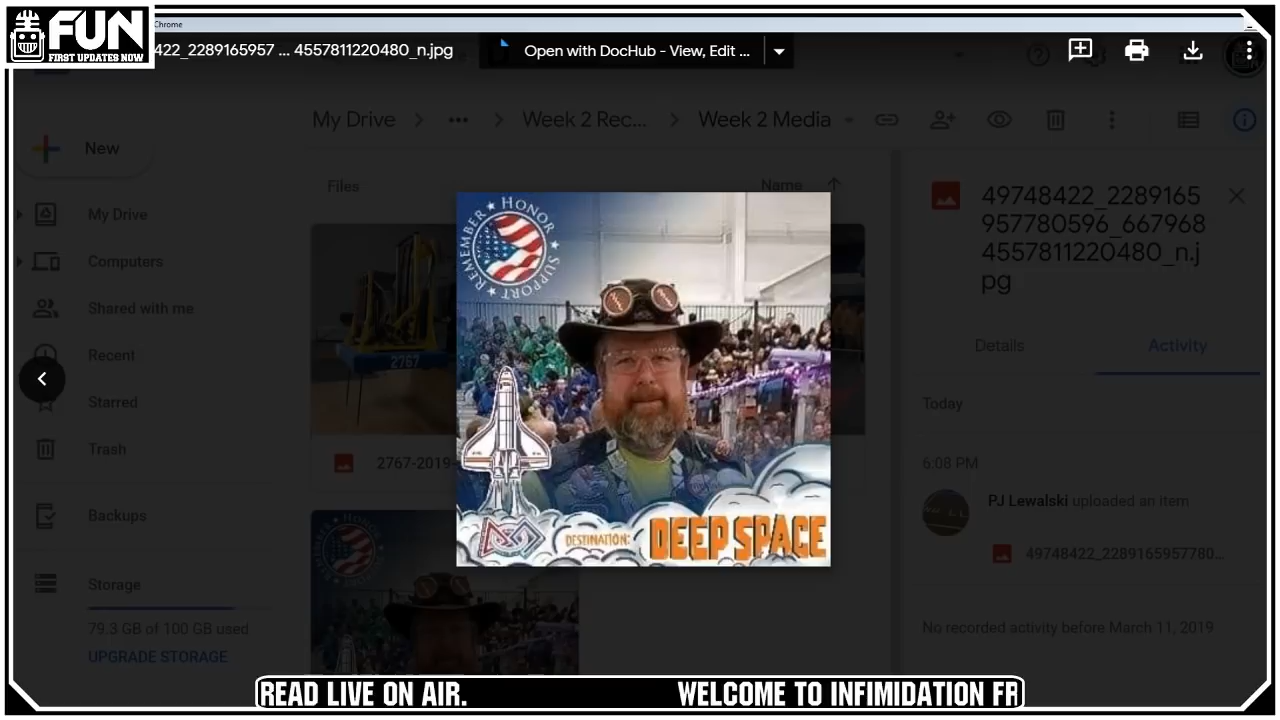 FUN
FIRST UPDATES NOW
Chrome
422_2289165957 ... 4557811220480_n.jpg
Open with DocHub - View, Edit ...
My Drive
Week 2 Rec...
Week 2 Media
New
Files
Name
My Drive
Computers
Shared with me
Recent
Starred
Trash
Backups
Storage
79.3 GB of 100 GB used
UPGRADE STORAGE
2767
2767-2019-
REMEMBER ★ HONOR ★ SUPPORT ★
DESTINATION:
DEEP SPACE
49748422_2289165
957780596_667968
4557811220480_n.j
pg
Details
Activity
Today
6:08 PM
PJ Lewalski uploaded an item
49748422_2289165957780...
No recorded activity before March 11, 2019
READ LIVE ON AIR.
WELCOME TO INFIMIDATION FR